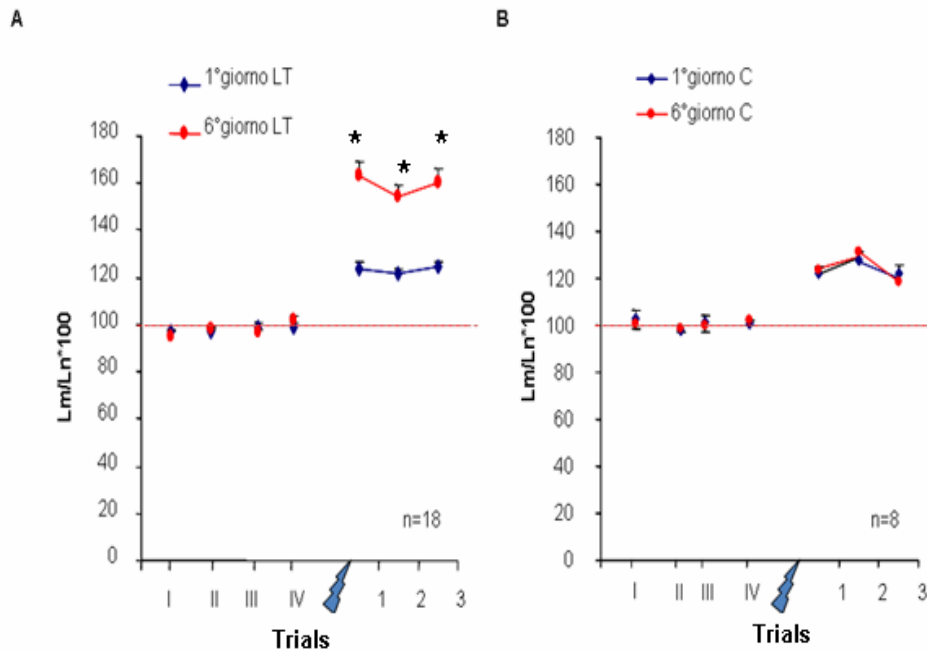 A
1°giorno LT
6°giorno LT
180
160
140
120
100
80
60
40
20
0
Lm/Ln*100
* * *
n=18
I II III IV 1 2 3
Trials
B
1°giorno C
6°giorno C
180
160
140
120
100
80
60
40
20
0
Lm/Ln*100
n=8
I II III IV 1 2 3
Trials